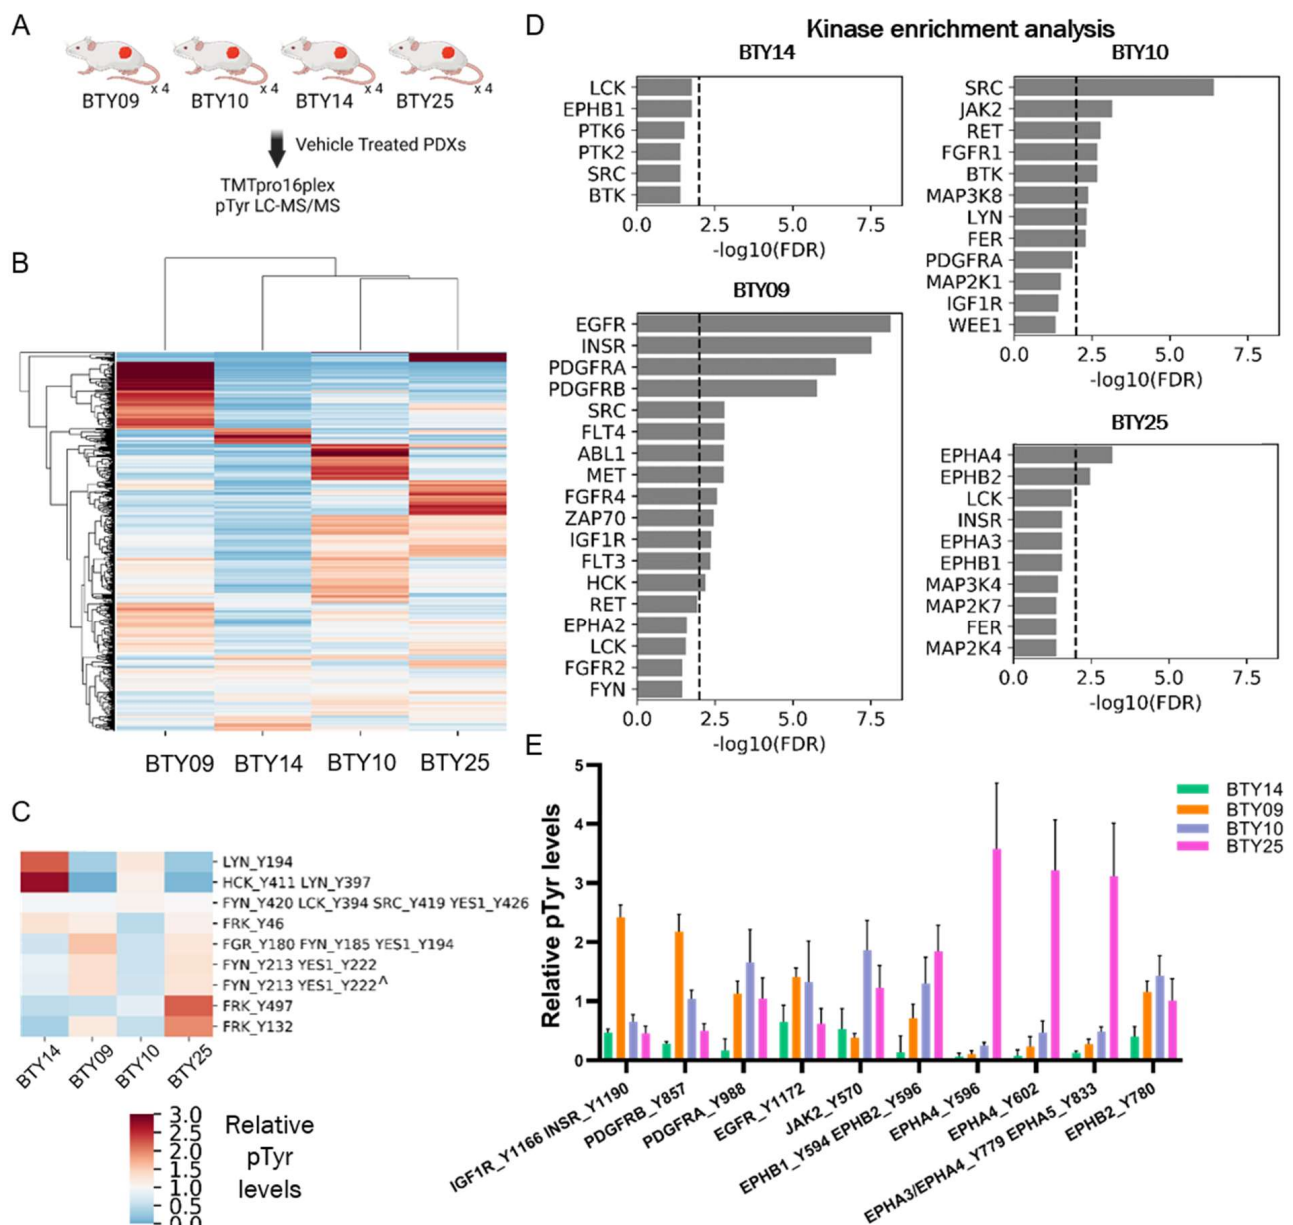 A
BTY09
x 4
BTY10
x 4
BTY14
x 4
BTY25
x 4
Vehicle Treated PDXs
TMTpro16plex
pTyr LC-MS/MS
B
BTY09
BTY14
BTY10
BTY25
C
LYN_Y194
HCK_Y411 LYN_Y397
FYN_Y420 LCK_Y394 SRC_Y419 YES1_Y426
FRK_Y46
FGR_Y180 FYN_Y185 YES1_Y194
FYN_Y213 YES1_Y222
FYN_Y213 YES1_Y222^
FRK_Y497
FRK_Y132
BTY14
BTY09
BTY10
BTY25
3.0
2.5
2.0
1.5
1.0
0.5
0.0
Relative
pTyr
levels
D
Kinase enrichment analysis
BTY14
LCK
EPHB1
PTK6
PTK2
SRC
BTK
0.0 2.5 5.0 7.5
-log10(FDR)
BTY10
SRC
JAK2
RET
FGFR1
BTK
MAP3K8
LYN
FER
PDGFRA
MAP2K1
IGF1R
WEE1
0.0 2.5 5.0 7.5
-log10(FDR)
BTY09
EGFR
INSR
PDGFRA
PDGFRB
SRC
FLT4
ABL1
MET
FGFR4
ZAP70
IGF1R
FLT3
HCK
RET
EPHA2
LCK
FGFR2
FYN
0.0 2.5 5.0 7.5
-log10(FDR)
BTY25
EPHA4
EPHB2
LCK
INSR
EPHA3
EPHB1
MAP3K4
MAP2K7
FER
MAP2K4
0.0 2.5 5.0 7.5
-log10(FDR)
E
Relative pTyr levels
5
4
3
2
1
0
BTY14
BTY09
BTY10
BTY25
IGF1R_Y1166 INSR_Y1190
PDGFRB_Y857
PDGFRA_Y988
EGFR_Y1172
JAK2_Y570
EPHB1_Y594 EPHB2_Y596
EPHA4_Y596
EPHA4_Y602
EPHA3/EPHA4_Y779 EPHA5_Y833
EPHB2_Y780